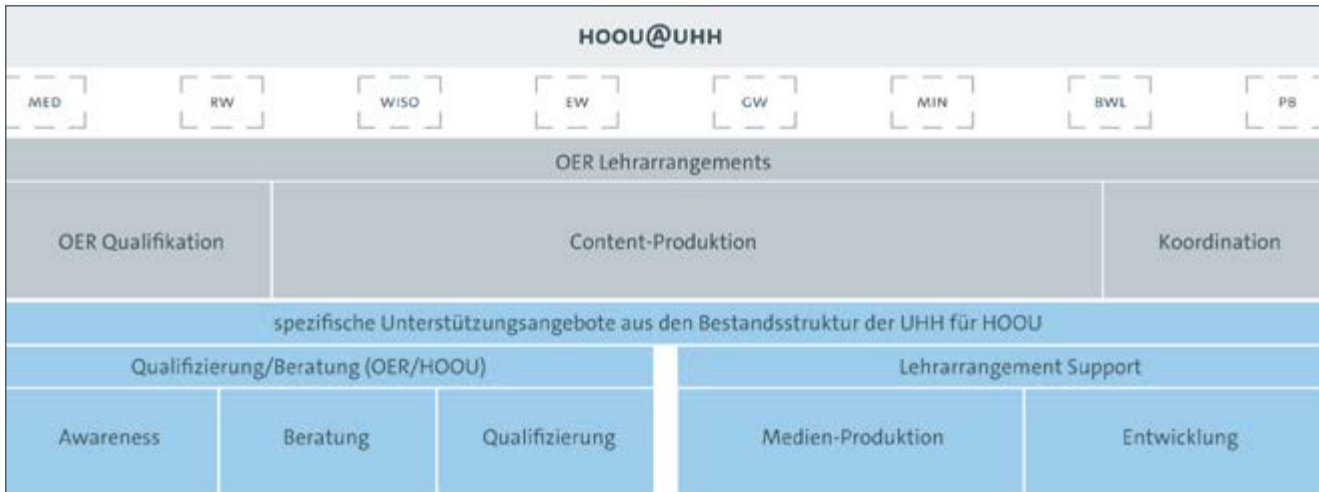 HOOU@UHH
MED RW WISO EW GW MIN BWL PB
OER Lehrarrangements
OER Qualifikation Content-Produktion Koordination
spezifische Unterstützungsangebote aus den Bestandsstruktur der UHH für HOOU
Qualifizierung/Beratung (OER/HOOU) Lehrarrangement Support
Awareness Beratung Qualifizierung Medien-Produktion Entwicklung